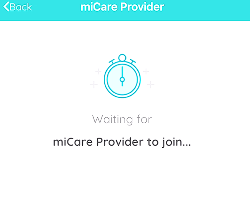 Back miCare Provider
Waiting for
miCare Provider to join...